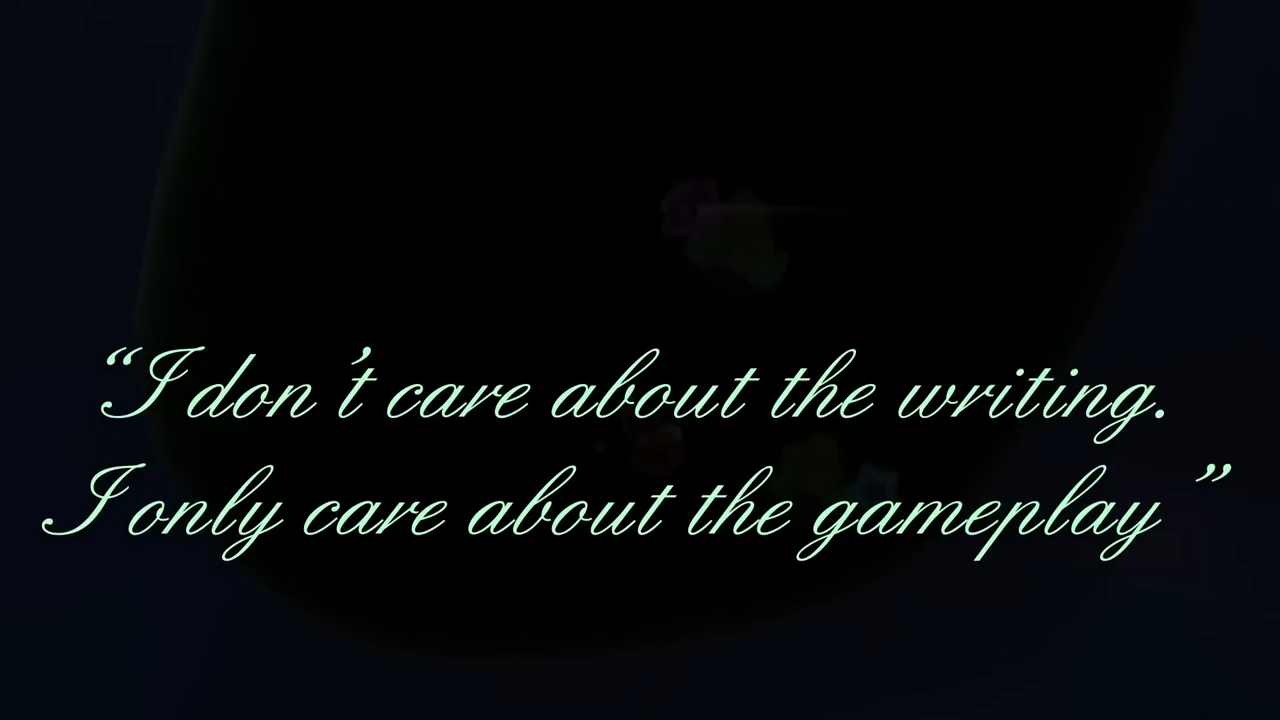 “I don’t care about the writing.
I only care about the gameplay”